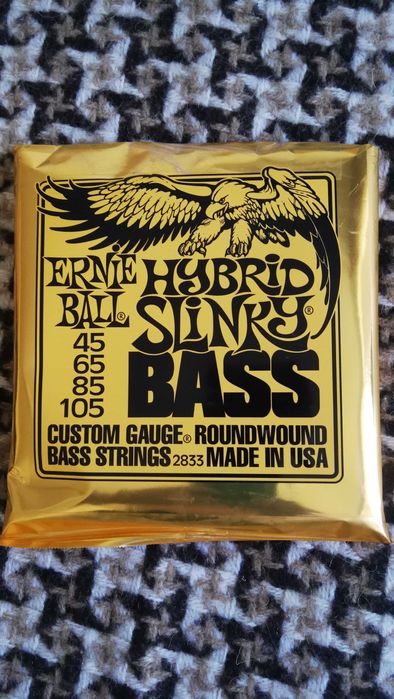 ERNIE
BALL®
HYBRID
SLINKY®
BASS
45
65
85
105
CUSTOM GAUGE® ROUNDWOUND
BASS STRINGS 2833 MADE IN USA